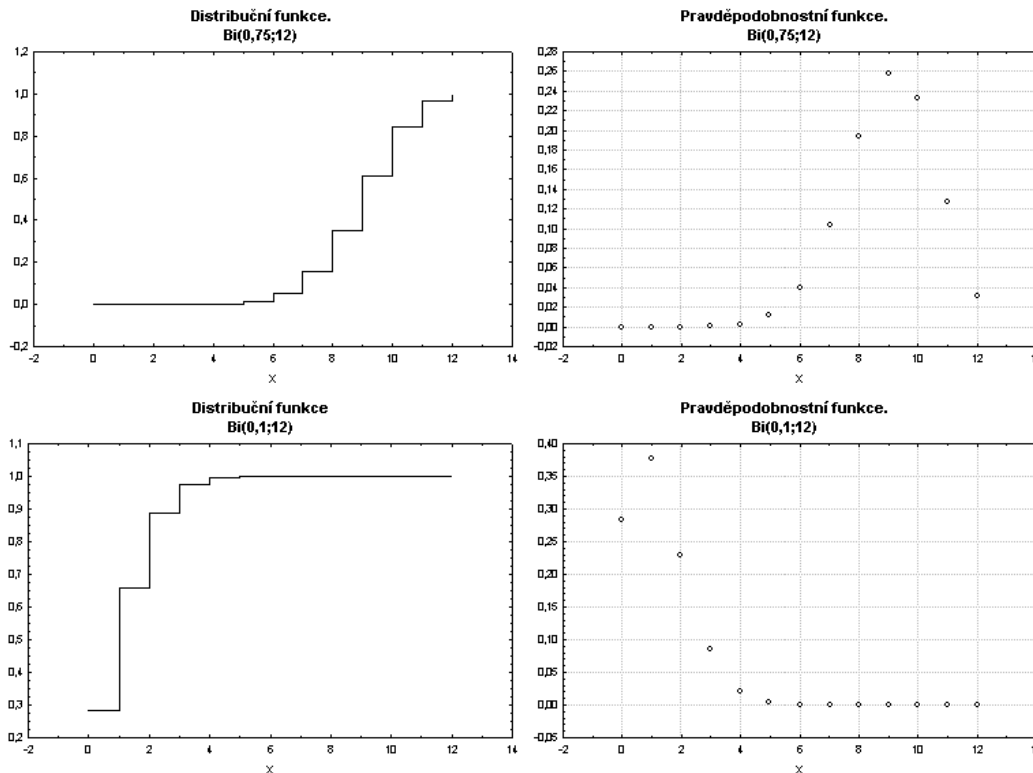 Distribuční funkce.
Bi(0,75;12)
1,2
1,0
0,8
0,6
0,4
0,2
0,0
-0,2
-2 0 2 4 6 8 10 12 14
X
Pravděpodobnostní funkce.
Bi(0,75;12)
0,28
0,26
0,24
0,22
0,20
0,18
0,16
0,14
0,12
0,10
0,08
0,06
0,04
0,02
0,00
-0,02
-2 0 2 4 6 8 10 12 14
X
Distribuční funkce
Bi(0,1;12)
1,1
1,0
0,9
0,8
0,7
0,6
0,5
0,4
0,3
0,2
-2 0 2 4 6 8 10 12 14
X
Pravděpodobnostní funkce.
Bi(0,1;12)
0,40
0,35
0,30
0,25
0,20
0,15
0,10
0,05
0,00
-0,05
-2 0 2 4 6 8 10 12 14
X